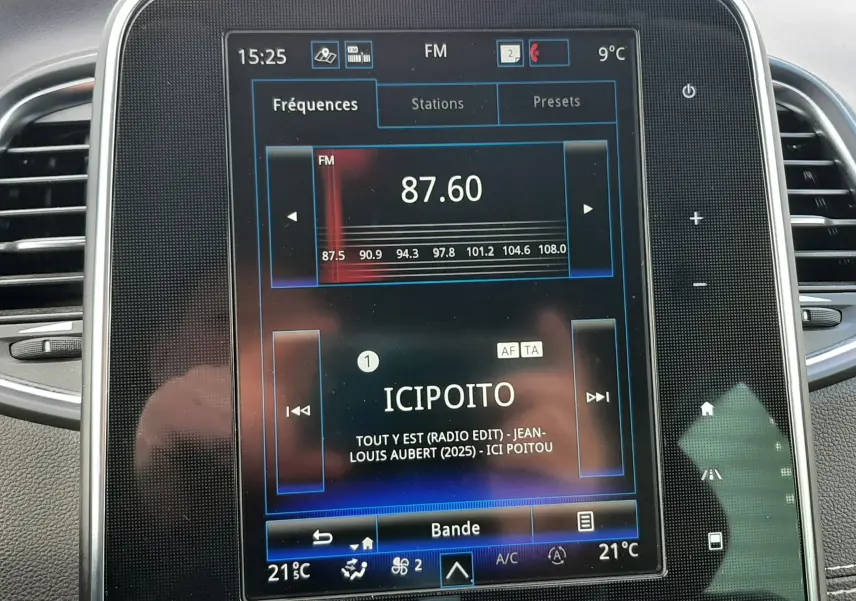 15:25 FM 2 9°C
Fréquences Stations Presets
FM
87.60
87.5 90.9 94.3 97.8 101.2 104.6 108.0
1 AF TA
ICIPOITO
TOUT Y EST (RADIO EDIT) - JEAN-
LOUIS AUBERT (2025) - ICI POITOU
Bande
21°C 2 A/C A 21°C